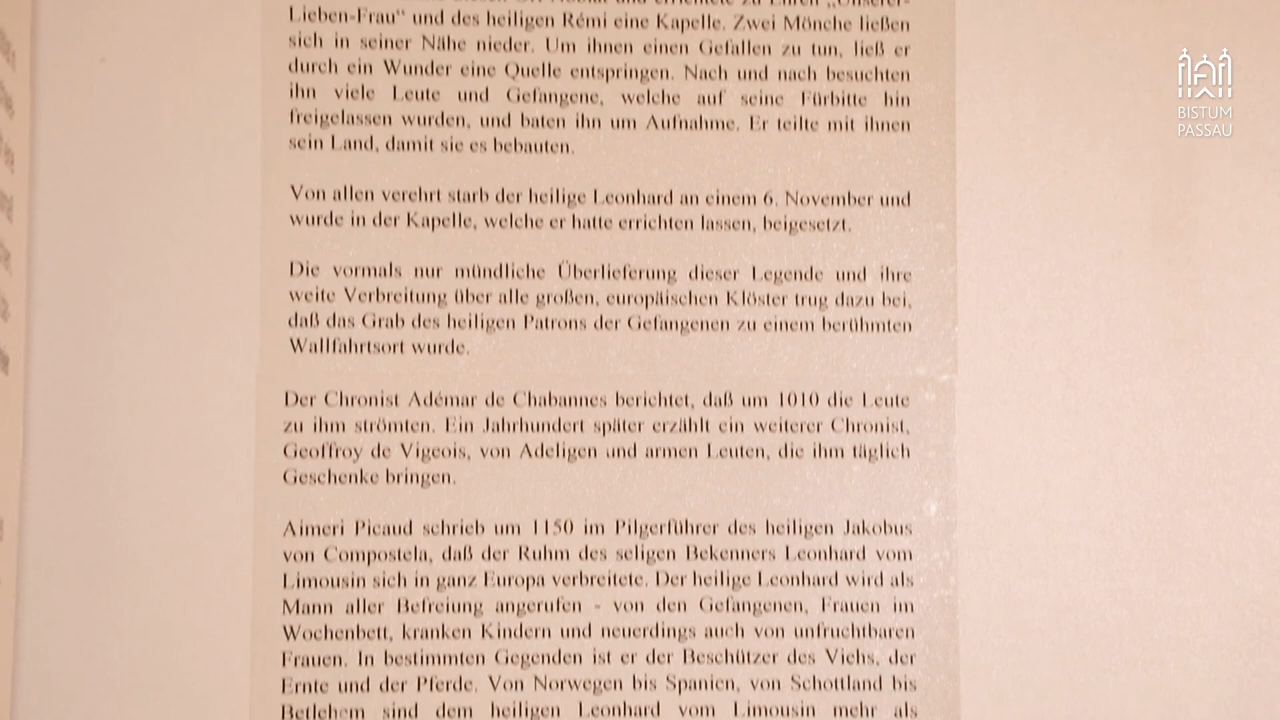 Lieben-Frau“ und des heiligen Rémi eine Kapelle. Zwei Mönche ließen
sich in seiner Nähe nieder. Um ihnen einen Gefallen zu tun, ließ er
durch ein Wunder eine Quelle entspringen. Nach und nach besuchten
ihn viele Leute und Gefangene, welche auf seine Fürbitte hin
freigelassen wurden, und baten ihn um Aufnahme. Er teilte mit ihnen
sein Land, damit sie es bebauten.
Von allen verehrt starb der heilige Leonhard an einem 6. November und
wurde in der Kapelle, welche er hatte errichten lassen, beigesetzt.
Die vormals nur mündliche Überlieferung dieser Legende und ihre
weite Verbreitung über alle großen, europäischen Klöster trug dazu bei,
daß das Grab des heiligen Patrons der Gefangenen zu einem berühmten
Wallfahrtsort wurde.
Der Chronist Adémar de Chabannes berichtet, daß um 1010 die Leute
zu ihm strömten. Ein Jahrhundert später erzählt ein weiterer Chronist,
Geoffroy de Vigeois, von Adeligen und armen Leuten, die ihm täglich
Geschenke bringen.
Aimeri Picaud schrieb um 1150 im Pilgerführer des heiligen Jakobus
von Compostela, daß der Ruhm des seligen Bekenners Leonhard vom
Limousin sich in ganz Europa verbreitete. Der heilige Leonhard wird als
Mann aller Befreiung angerufen - von den Gefangenen, Frauen im
Wochenbett, kranken Kindern und neuerdings auch von unfruchtbaren
Frauen. In bestimmten Gegenden ist er der Beschützer des Viehs, der
Ernte und der Pferde. Von Norwegen bis Spanien, von Schottland bis
Betlehem sind dem heiligen Leonhard vom Limousin mehr als
BISTUM
PASSAU